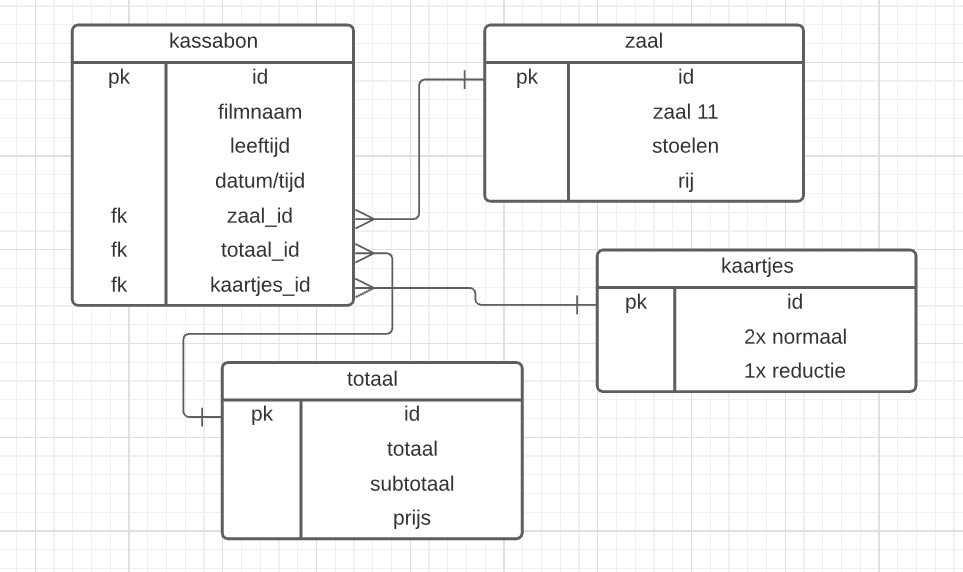 kassabon
pk id
filmnaam
leeftijd
datum/tijd
fk zaal_id
fk totaal_id
fk kaartjes_id
zaal
pk id
zaal 11
stoelen
rij
kaartjes
pk id
2x normaal
1x reductie
totaal
pk id
totaal
subtotaal
prijs